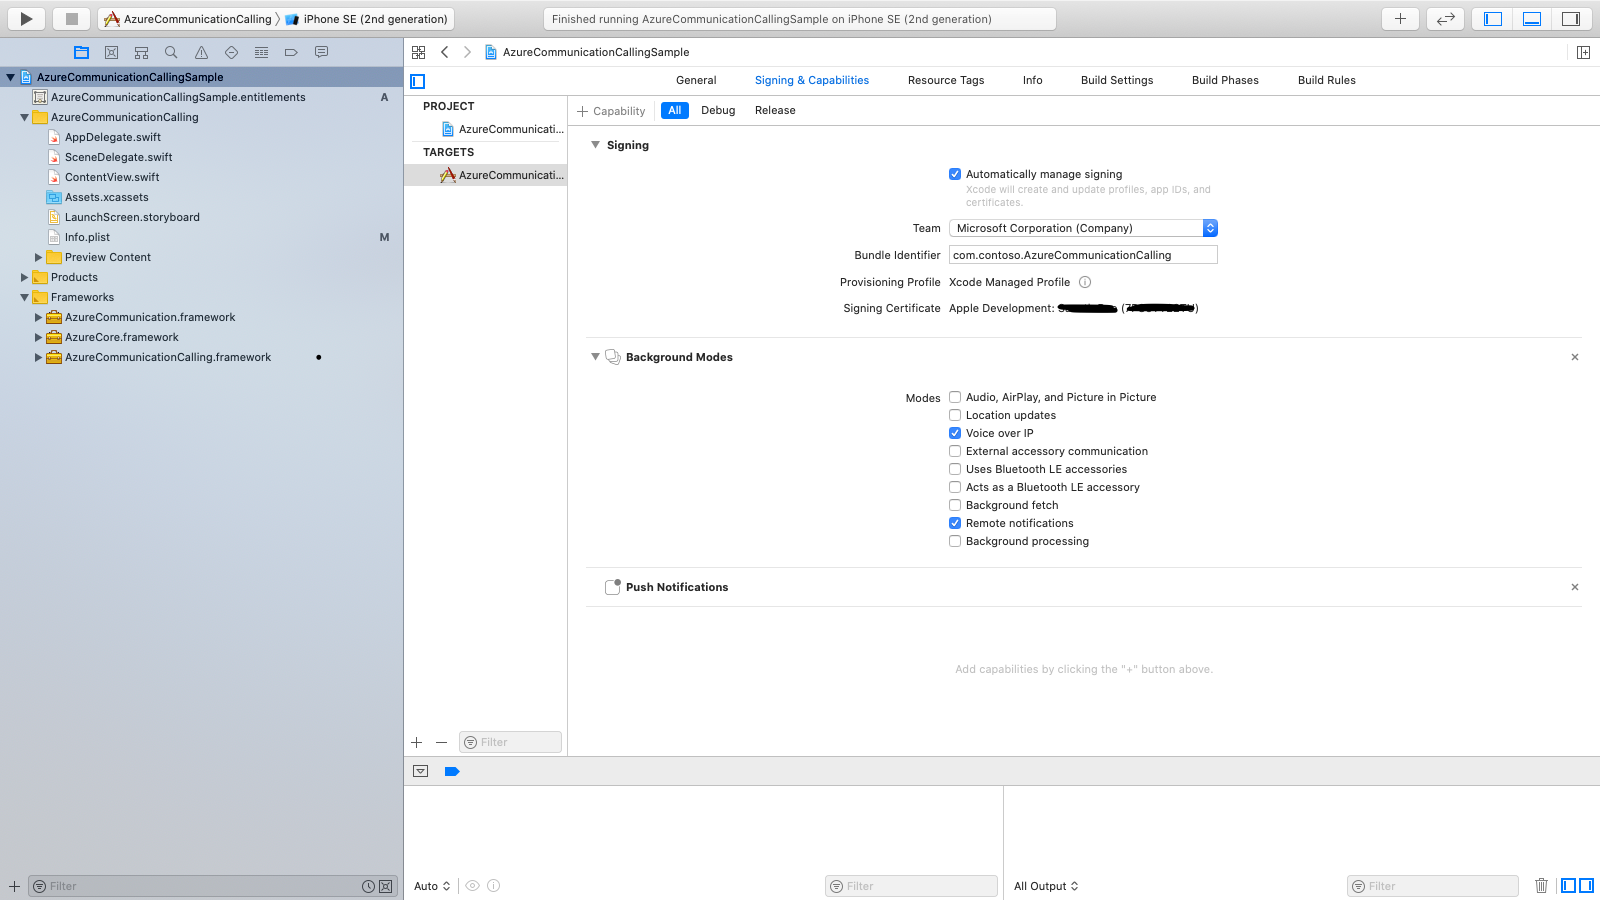 AzureCommunicationCalling
iPhone SE (2nd generation)
Finished running AzureCommunicationCallingSample on iPhone SE (2nd generation)
AzureCommunicationCallingSample
AzureCommunicationCallingSample.entitlements A
AzureCommunicationCalling
AppDelegate.swift
SceneDelegate.swift
ContentView.swift
Assets.xcassets
LaunchScreen.storyboard
Info.plist M
Preview Content
Products
Frameworks
AzureCommunication.framework
AzureCore.framework
AzureCommunicationCalling.framework
Filter
AzureCommunicationCallingSample
General Signing & Capabilities Resource Tags Info Build Settings Build Phases Build Rules
PROJECT
AzureCommunicati...
TARGETS
AzureCommunicati...
Filter
+ Capability All Debug Release
Signing
Automatically manage signing
Xcode will create and update profiles, app IDs, and
certificates.
Team Microsoft Corporation (Company)
Bundle Identifier com.contoso.AzureCommunicationCalling
Provisioning Profile Xcode Managed Profile
Signing Certificate Apple Development:
Background Modes
Modes Audio, AirPlay, and Picture in Picture
Location updates
Voice over IP
External accessory communication
Uses Bluetooth LE accessories
Acts as a Bluetooth LE accessory
Background fetch
Remote notifications
Background processing
Push Notifications
Add capabilities by clicking the "+" button above.
Auto
Filter
All Output
Filter